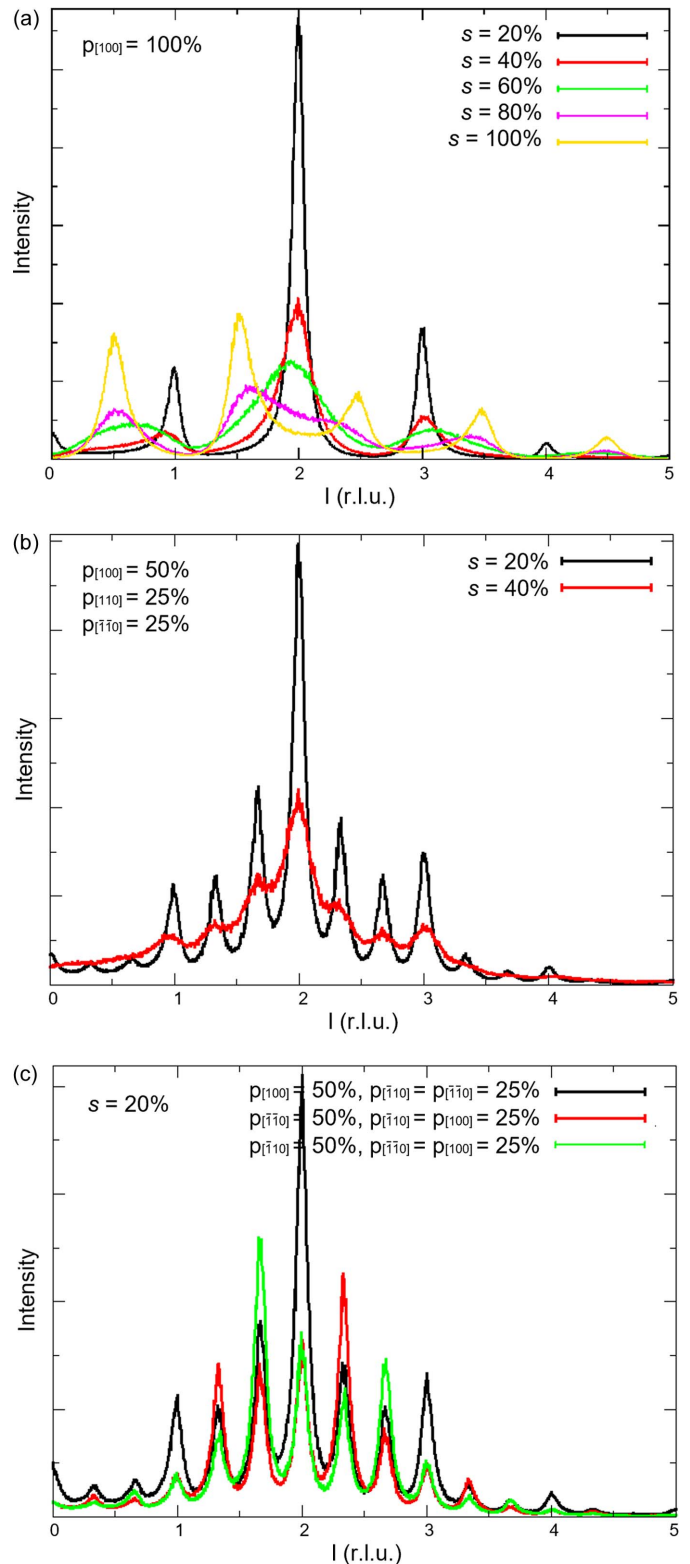 (a)
p[100] = 100%
s = 20%
s = 40%
s = 60%
s = 80%
s = 100%
Intensity
0 1 2 3 4 5
l (r.l.u.)
(b)
p[100] = 50%
p[110] = 25%
p[1̄1̄0] = 25%
s = 20%
s = 40%
Intensity
0 1 2 3 4 5
l (r.l.u.)
(c)
s = 20%
p[100] = 50%, p[1̄10] = p[1̄1̄0] = 25%
p[1̄1̄0] = 50%, p[1̄10] = p[100] = 25%
p[1̄10] = 50%, p[1̄1̄0] = p[100] = 25%
Intensity
0 1 2 3 4 5
l (r.l.u.)